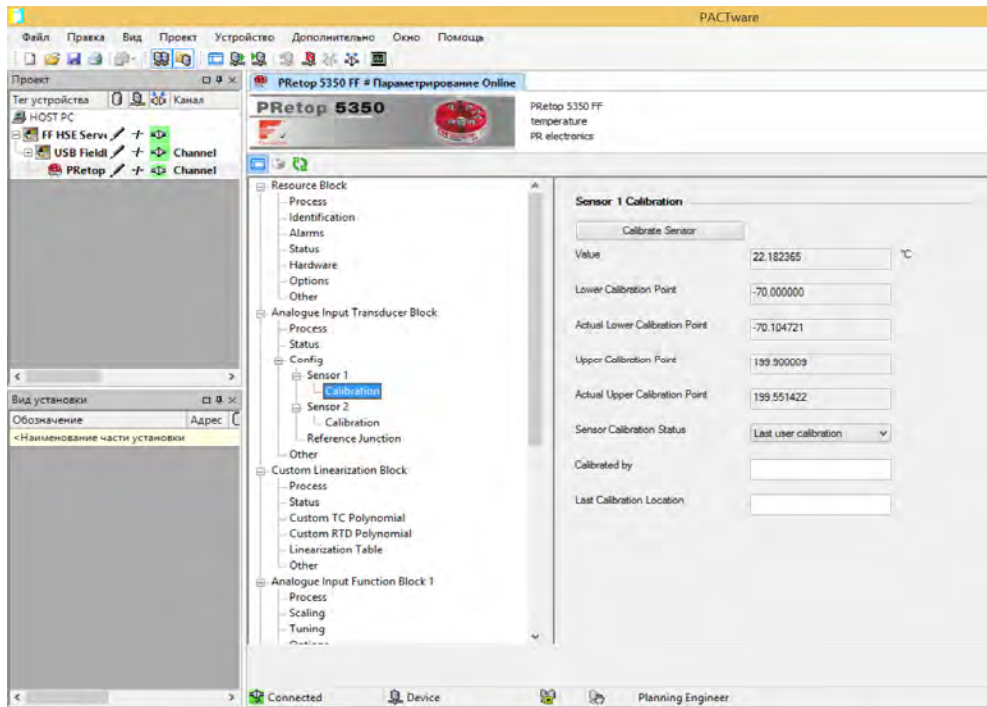 PACTware
Файл Правка Вид Проект Устройство Дополнительно Окно Помощь
Проект
Тег устройства Канал
HOST PC
FF HSE Serve
USB Fieldl Channel
PRetop Channel
Вид установки
Обозначение Адрес
<Наименование части установки
PRetop 5350 FF # Параметрирование Online
PRetop 5350
PRetop 5350 FF
temperature
PR electronics
Resource Block
Process
Identification
Alarms
Status
Hardware
Options
Other
Analogue Input Transducer Block
Process
Status
Config
Sensor 1
Calibration
Sensor 2
Calibration
Reference Junction
Other
Custom Linearization Block
Process
Status
Custom TC Polynomial
Custom RTD Polynomial
Linearization Table
Other
Analogue Input Function Block 1
Process
Scaling
Tuning
Options
Sensor 1 Calibration
Calibrate Sensor
Value 22.182365 °C
Lower Calibration Point -70.000000
Actual Lower Calibration Point -70.104721
Upper Calibration Point 199.900009
Actual Upper Calibration Point 199.551422
Sensor Calibration Status Last user calibration
Calibrated by
Last Calibration Location
Connected Device Planning Engineer